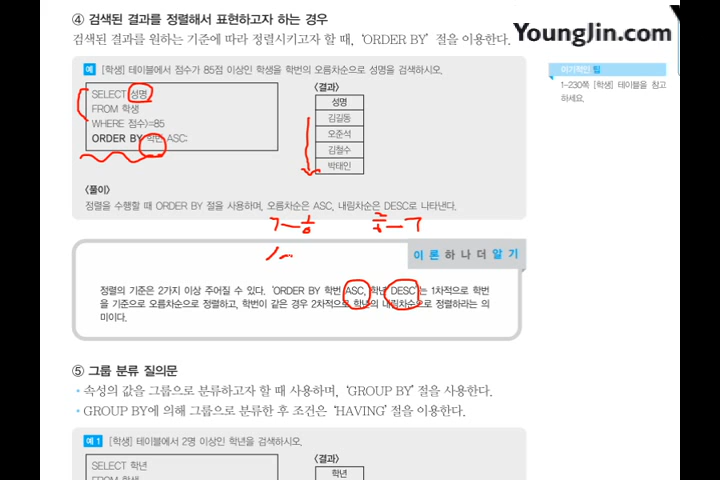 ④ 검색된 결과를 정렬해서 표현하고자 하는 경우
YoungJin.com
검색된 결과를 원하는 기준에 따라 정렬시키고자 할 때, ‘ORDER BY’ 절을 이용한다.
예 [학생] 테이블에서 점수가 85점 이상인 학생을 학번의 오름차순으로 성명을 검색하시오.
SELECT 성명
FROM 학생
WHERE 점수>=85
ORDER BY 학번 ASC;
〈결과〉
성명
김길동
오준석
김철수
박태인
여기적인 팁
1-230쪽 [학생] 테이블을 참고
하세요.
〈풀이〉
정렬을 수행할 때 ORDER BY 절을 사용하며, 오름차순은 ASC, 내림차순은 DESC로 나타낸다.
이론 하나 더 알기
정렬의 기준은 2가지 이상 주어질 수 있다. ‘ORDER BY 학번 ASC, 학년 DESC’는 1차적으로 학번
을 기준으로 오름차순으로 정렬하고, 학번이 같은 경우 2차적으로 학년의 내림차순으로 정렬하라는 의
미이다.
⑤ 그룹 분류 질의문
• 속성의 값을 그룹으로 분류하고자 할 때 사용하며, ‘GROUP BY’ 절을 사용한다.
• GROUP BY에 의해 그룹으로 분류한 후 조건은 ‘HAVING’ 절을 이용한다.
예 1 [학생] 테이블에서 2명 이상인 학년을 검색하시오.
SELECT 학년
FROM 학생
〈결과〉
학년